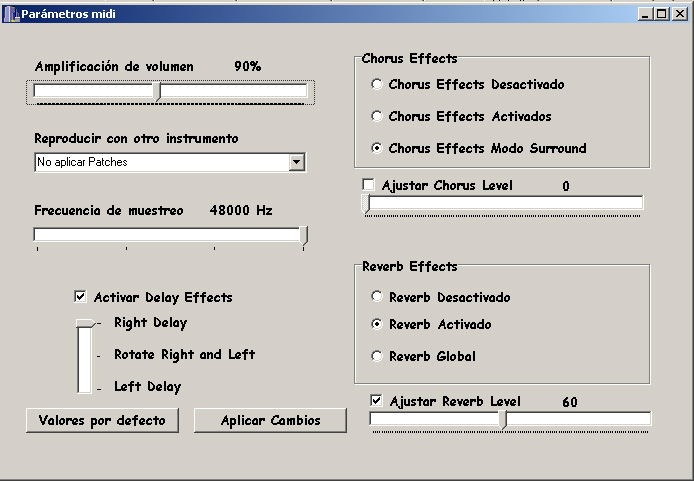 Parámetros midi
Amplificación de volumen 90%
Reproducir con otro instrumento
No aplicar Patches
Frecuencia de muestreo 48000 Hz
Activar Delay Effects
Right Delay
Rotate Right and Left
Left Delay
Valores por defecto
Aplicar Cambios
Chorus Effects
Chorus Effects Desactivado
Chorus Effects Activados
Chorus Effects Modo Surround
Ajustar Chorus Level 0
Reverb Effects
Reverb Desactivado
Reverb Activado
Reverb Global
Ajustar Reverb Level 60